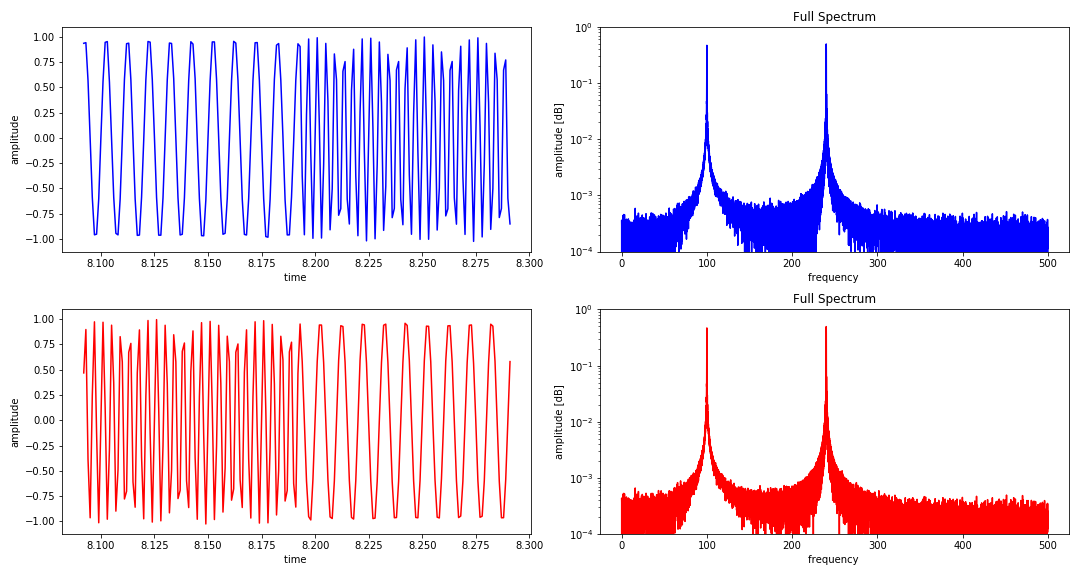 1.00
0.75
0.50
0.25
0.00
−0.25
−0.50
−0.75
−1.00
amplitude
8.100 8.125 8.150 8.175 8.200 8.225 8.250 8.275 8.300
time
Full Spectrum
10⁰
10⁻¹
10⁻²
10⁻³
10⁻⁴
amplitude [dB]
0 100 200 300 400 500
frequency
1.00
0.75
0.50
0.25
0.00
−0.25
−0.50
−0.75
−1.00
amplitude
8.100 8.125 8.150 8.175 8.200 8.225 8.250 8.275 8.300
time
Full Spectrum
10⁰
10⁻¹
10⁻²
10⁻³
10⁻⁴
amplitude [dB]
0 100 200 300 400 500
frequency